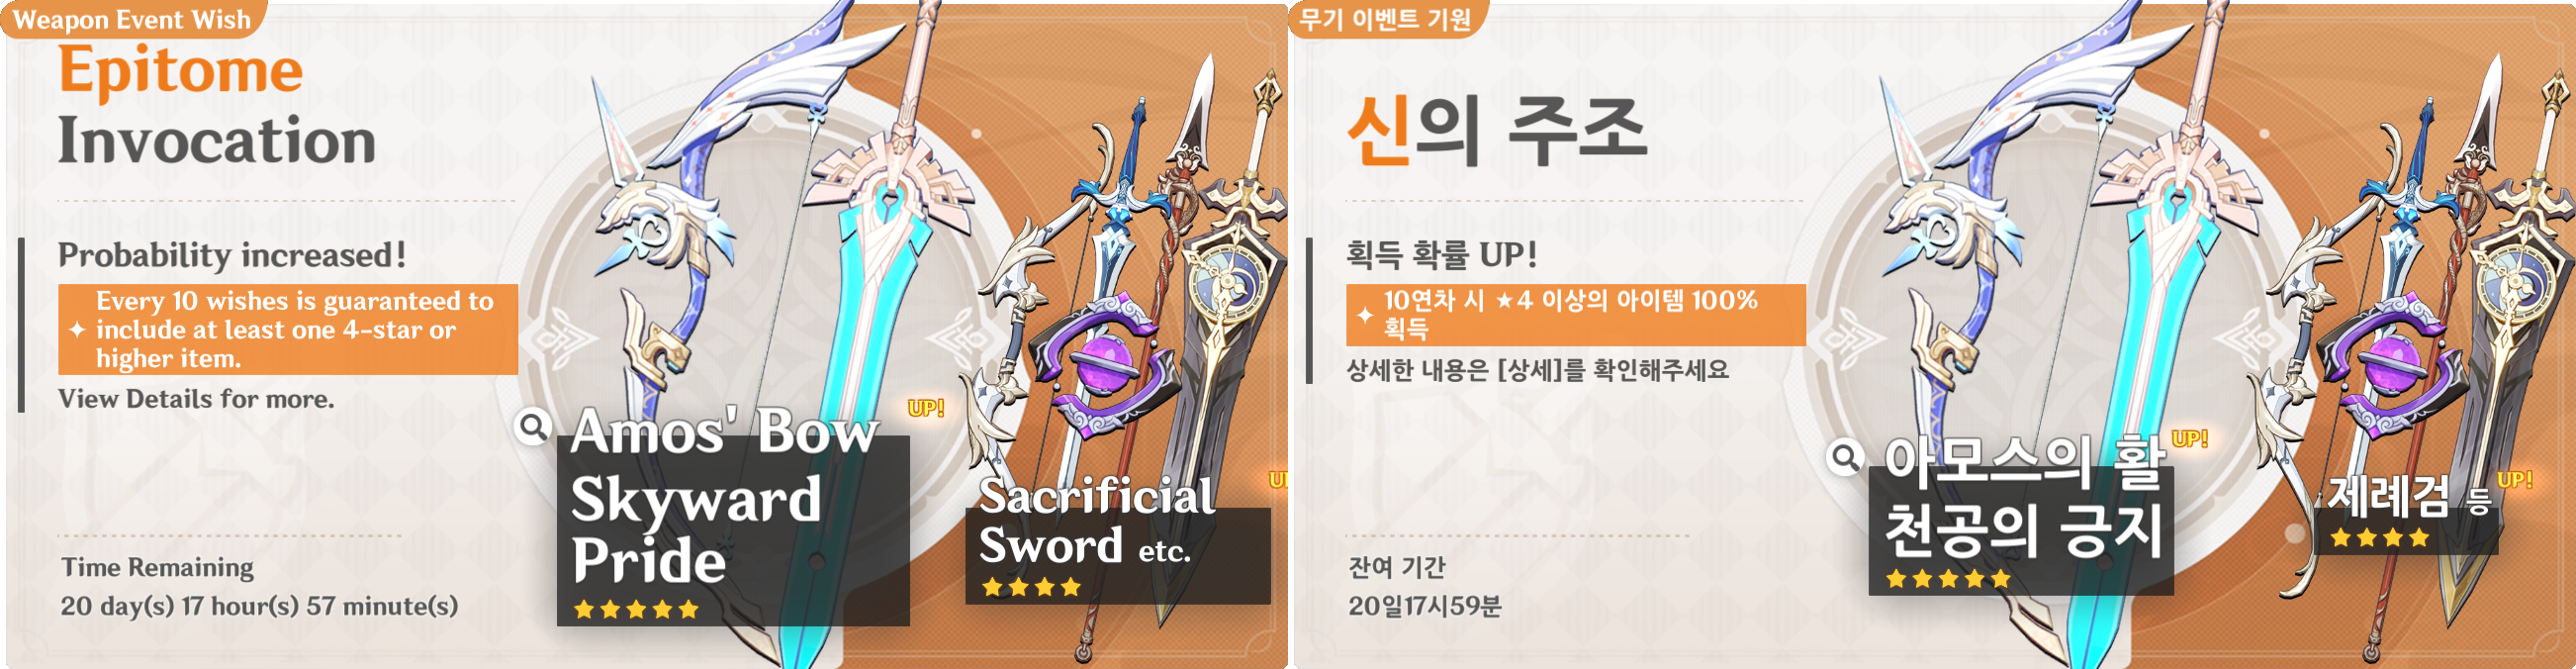 Weapon Event Wish
Epitome
Invocation
Probability increased!
Every 10 wishes is guaranteed to
include at least one 4-star or
higher item.
View Details for more.
Time Remaining
20 day(s) 17 hour(s) 57 minute(s)
UP!
Amos' Bow
Skyward
Pride
Sacrificial
Sword etc.
무기 이벤트 기원
신의 주조
획득 확률 UP!
10연차 시 ★4 이상의 아이템 100%
획득
상세한 내용은 [상세]를 확인해주세요
잔여 기간
20일17시59분
아모스의 활 UP!
천공의 긍지
제례검 등 UP!